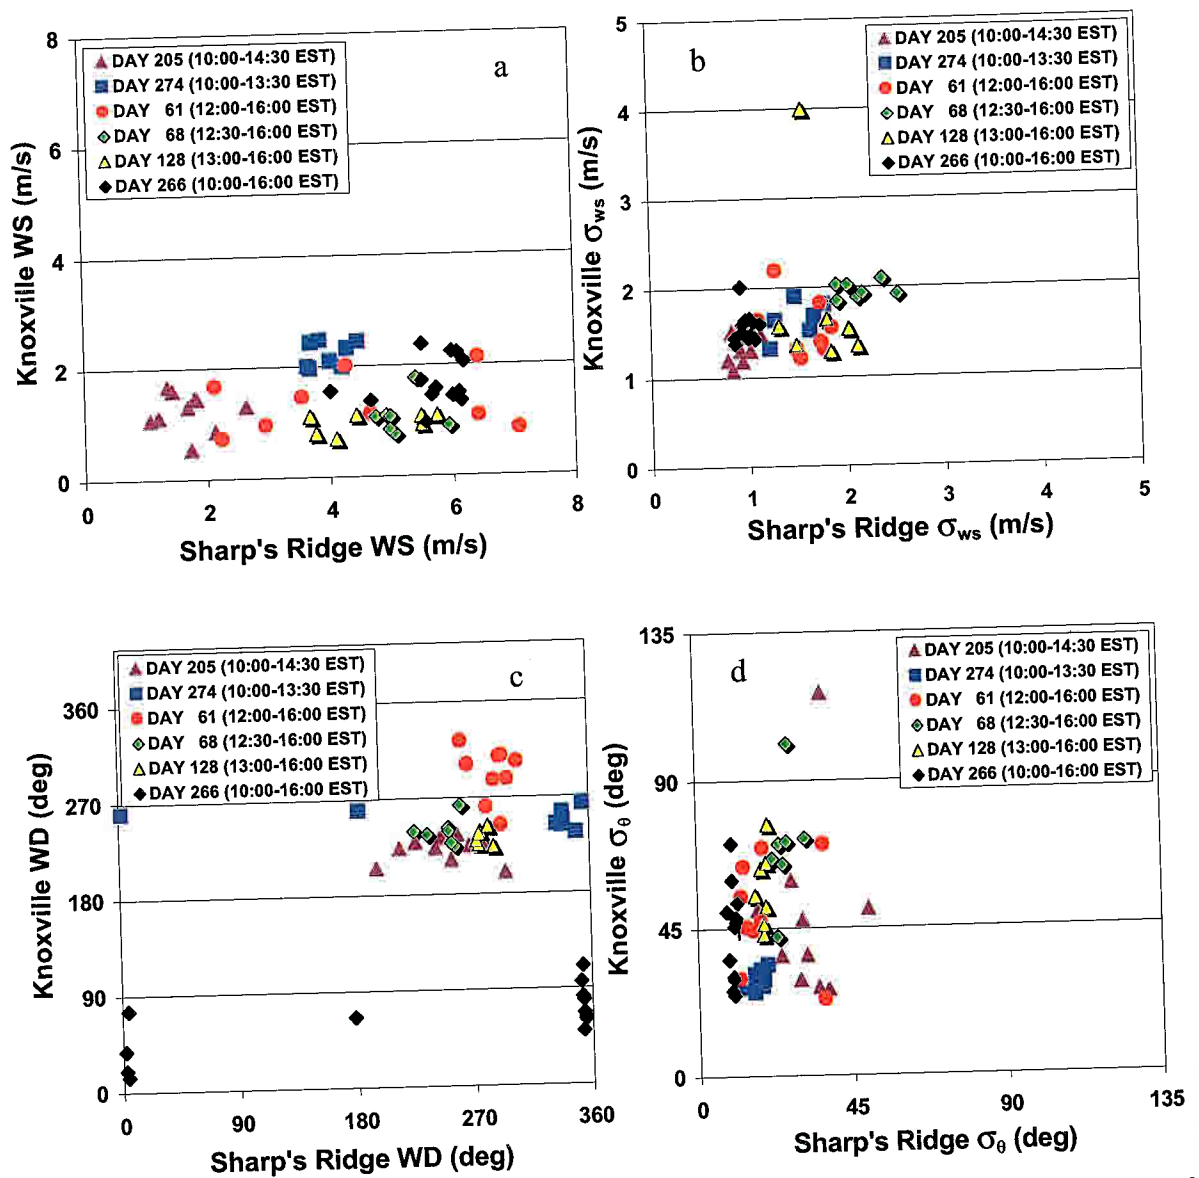 a
8
6
4
2
0
0 2 4 6 8
DAY 205 (10:00-14:30 EST)
DAY 274 (10:00-13:30 EST)
DAY 61 (12:00-16:00 EST)
DAY 68 (12:30-16:00 EST)
DAY 128 (13:00-16:00 EST)
DAY 266 (10:00-16:00 EST)
Knoxville WS (m/s)
Sharp's Ridge WS (m/s)
b
5
4
3
2
1
0
0 1 2 3 4 5
DAY 205 (10:00-14:30 EST)
DAY 274 (10:00-13:30 EST)
DAY 61 (12:00-16:00 EST)
DAY 68 (12:30-16:00 EST)
DAY 128 (13:00-16:00 EST)
DAY 266 (10:00-16:00 EST)
Knoxville σws (m/s)
Sharp's Ridge σws (m/s)
c
360
270
180
90
0
0 90 180 270 360
DAY 205 (10:00-14:30 EST)
DAY 274 (10:00-13:30 EST)
DAY 61 (12:00-16:00 EST)
DAY 68 (12:30-16:00 EST)
DAY 128 (13:00-16:00 EST)
DAY 266 (10:00-16:00 EST)
Knoxville WD (deg)
Sharp's Ridge WD (deg)
d
135
90
45
0
0 45 90 135
DAY 205 (10:00-14:30 EST)
DAY 274 (10:00-13:30 EST)
DAY 61 (12:00-16:00 EST)
DAY 68 (12:30-16:00 EST)
DAY 128 (13:00-16:00 EST)
DAY 266 (10:00-16:00 EST)
Knoxville σθ (deg)
Sharp's Ridge σθ (deg)